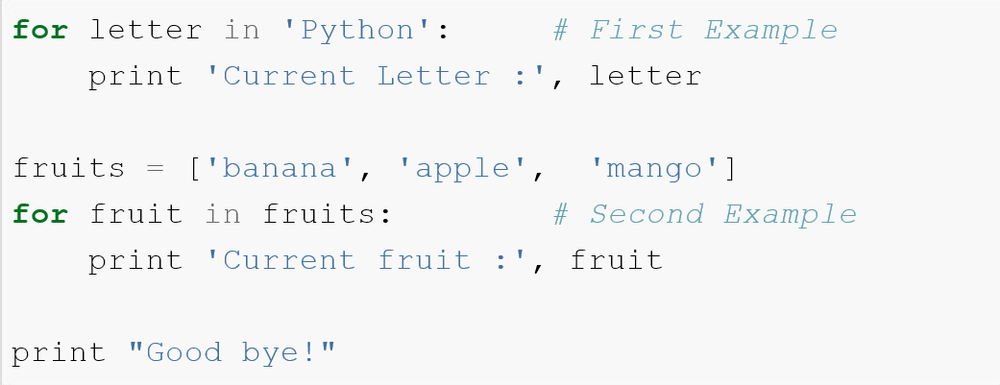 for letter in 'Python':      # First Example
    print 'Current Letter :', letter

fruits = ['banana', 'apple',  'mango']
for fruit in fruits:        # Second Example
    print 'Current fruit :', fruit

print "Good bye!"